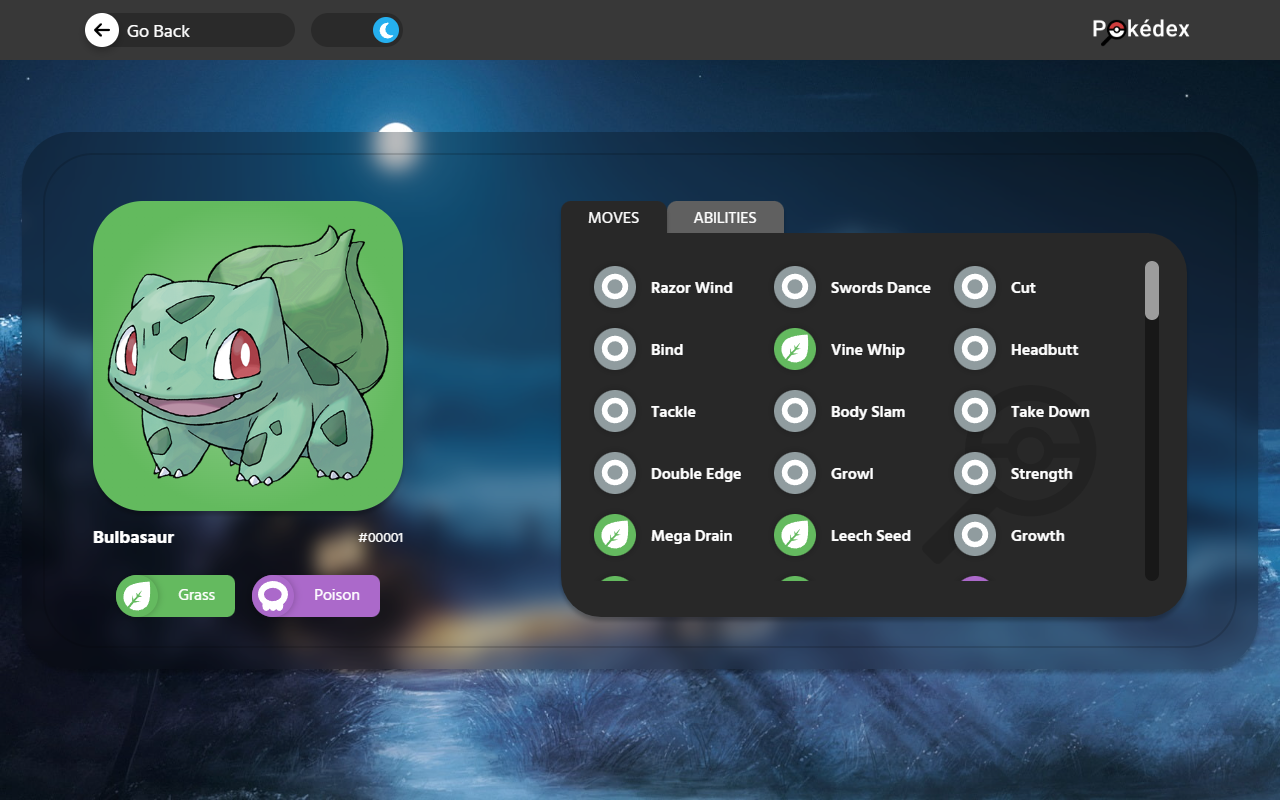 Go Back
Pokédex
MOVES ABILITIES
Razor Wind Swords Dance Cut
Bind Vine Whip Headbutt
Tackle Body Slam Take Down
Double Edge Growl Strength
Mega Drain Leech Seed Growth
Bulbasaur #00001
Grass Poison